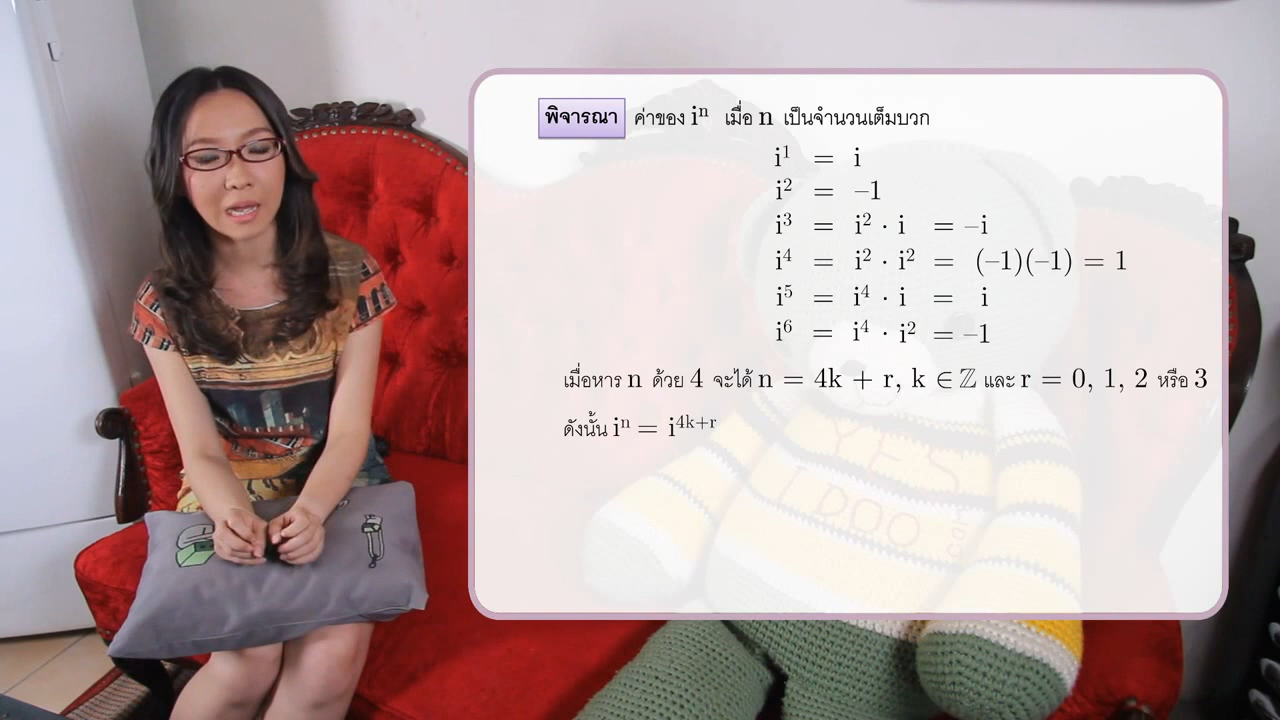 พิจารณา ค่าของ iⁿ เมื่อ n เป็นจำนวนเต็มบวก
i¹ = i
i² = –1
i³ = i² · i = –i
i⁴ = i² · i² = (–1)(–1) = 1
i⁵ = i⁴ · i = i
i⁶ = i⁴ · i² = –1
เมื่อหาร n ด้วย 4 จะได้ n = 4k + r, k ∈ ℤ และ r = 0, 1, 2 หรือ 3
ดังนั้น iⁿ = i⁴ᵏ⁺ʳ
YES
I DOO